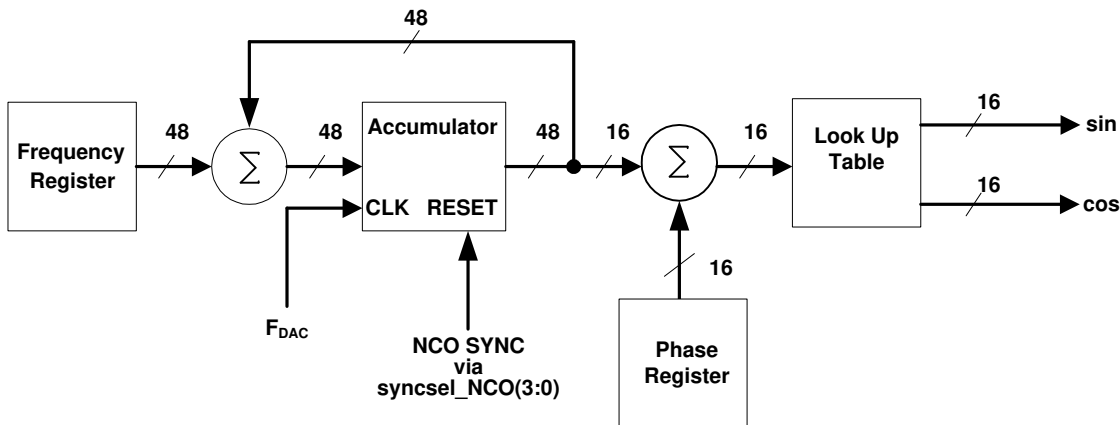 48
Frequency
Register
48
Σ
48
Accumulator
CLK RESET
48
16
Σ
16
Look Up
Table
16
sin
16
cos
F_DAC
NCO SYNC
via
syncsel_NCO(3:0)
16
Phase
Register